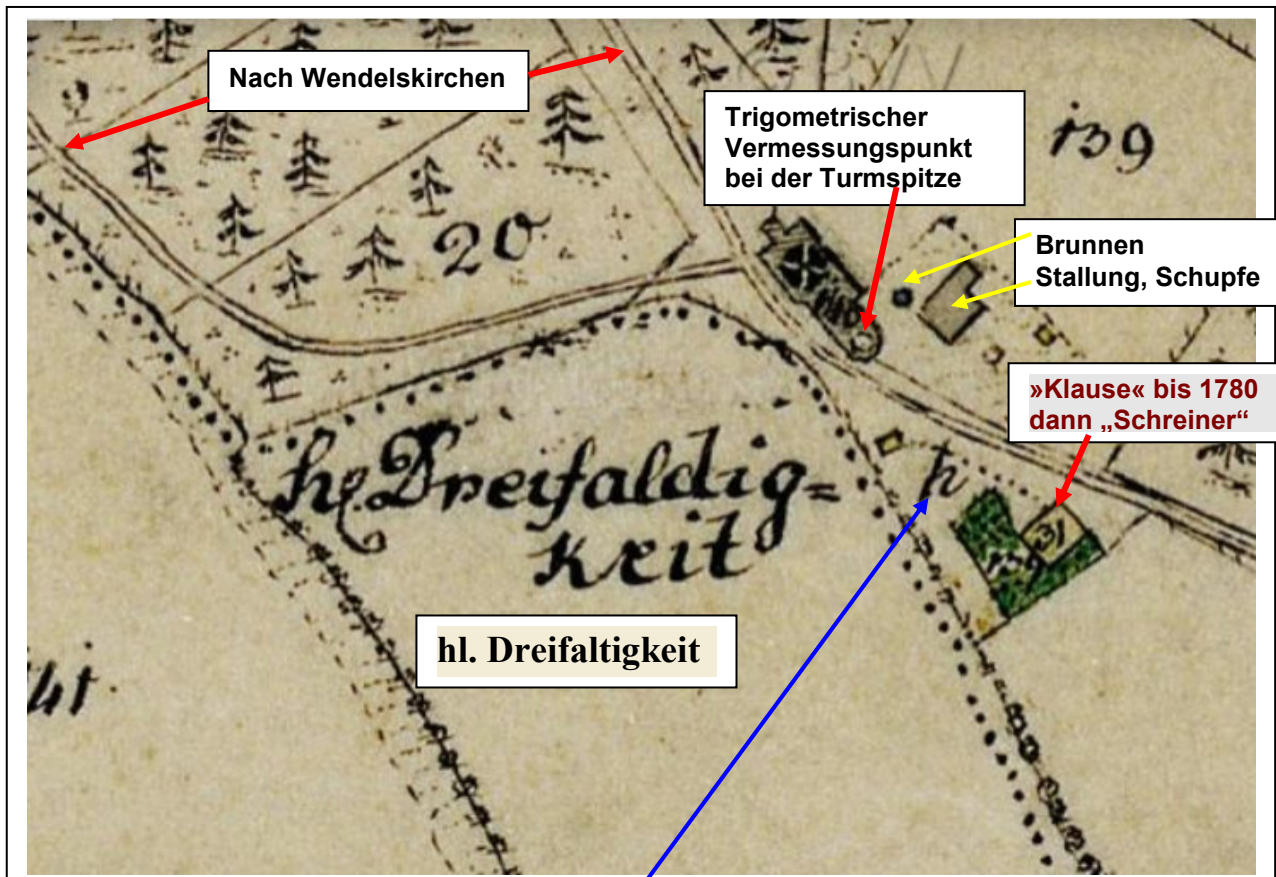 Nach Wendelskirchen
Trigometrischer
Vermessungspunkt
bei der Turmspitze
139
Brunnen
Stallung, Schupfe
20
»Klause« bis 1780
dann „Schreiner“
hl. Dreifaldig=
keit
31
hl. Dreifaltigkeit